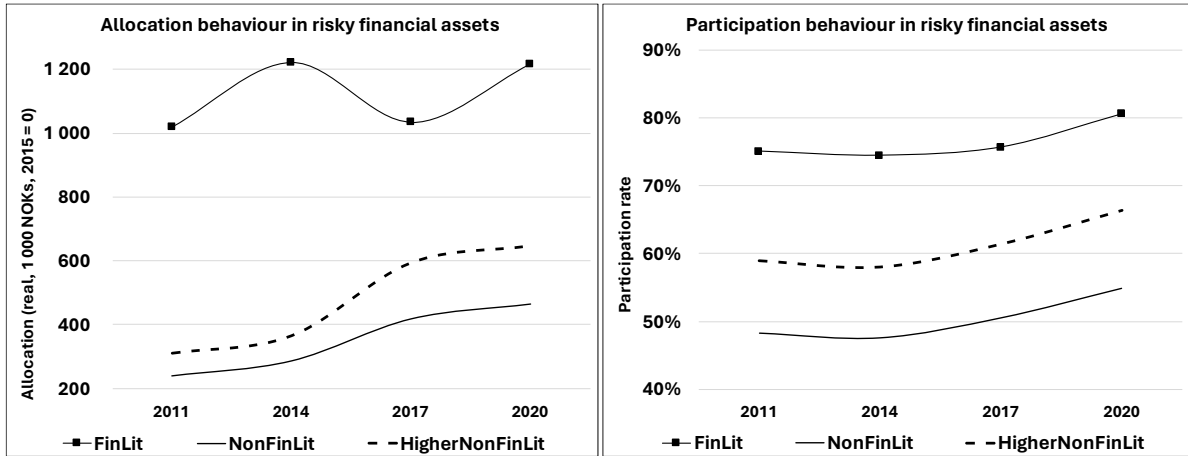 Allocation behaviour in risky financial assets
Allocation (real, 1 000 NOKs, 2015 = 0)
1 200
1 000
800
600
400
200
2011 2014 2017 2020
FinLit NonFinLit HigherNonFinLit
Participation behaviour in risky financial assets
Participation rate
90%
80%
70%
60%
50%
40%
2011 2014 2017 2020
FinLit NonFinLit HigherNonFinLit